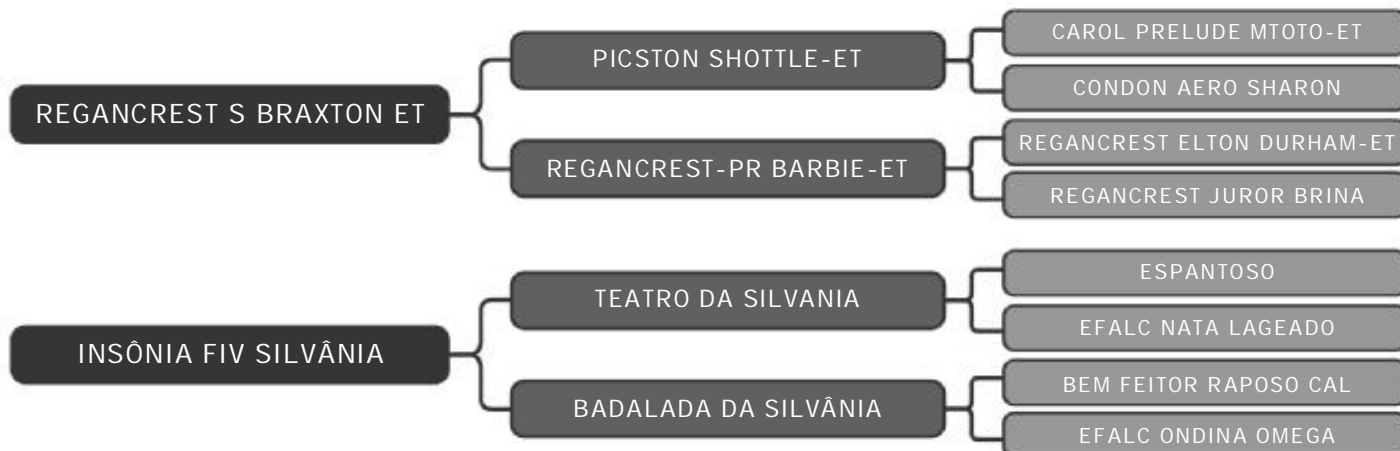 REGANCREST S BRAXTON ET
PICSTON SHOTTLE-ET
CAROL PRELUDE MTOTO-ET
CONDON AERO SHARON
REGANCREST-PR BARBIE-ET
REGANCREST ELTON DURHAM-ET
REGANCREST JUROR BRINA
INSÔNIA FIV SILVÂNIA
TEATRO DA SILVANIA
ESPANTOSO
EFALC NATA LAGEADO
BADALADA DA SILVÂNIA
BEM FEITOR RAPOSO CAL
EFALC ONDINA OMEGA